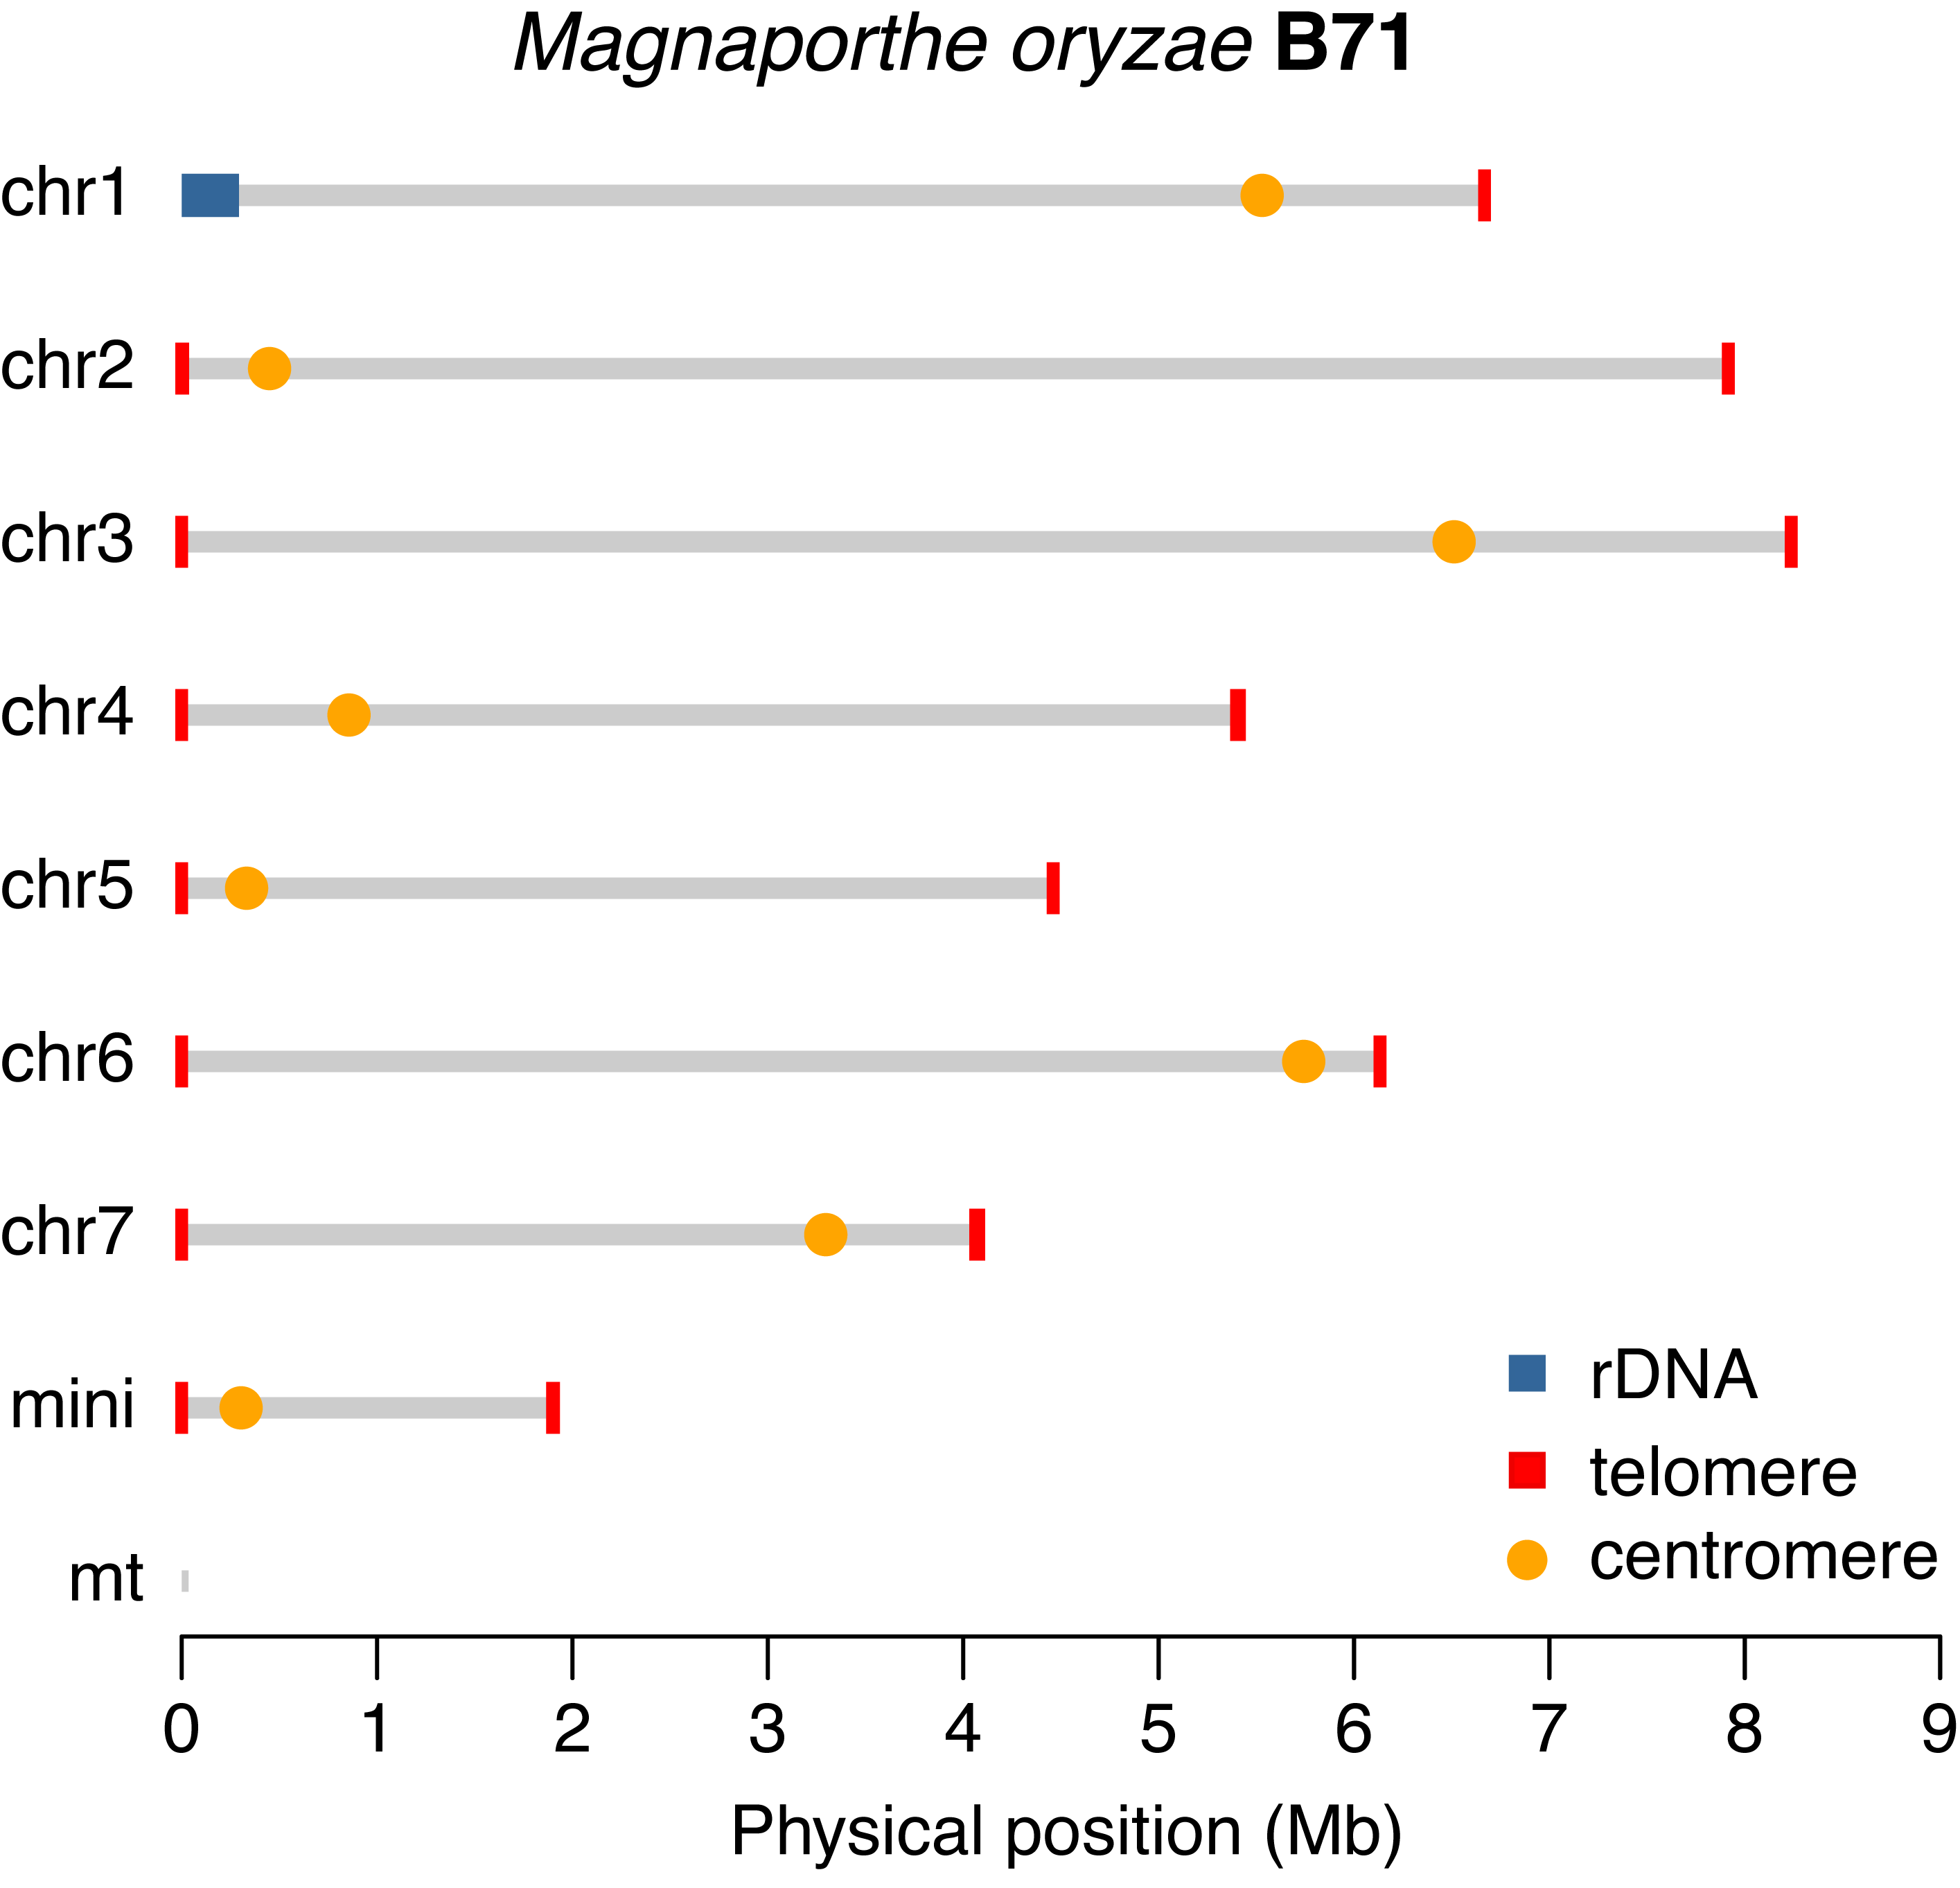 Magnaporthe oryzae B71
chr1
chr2
chr3
chr4
chr5
chr6
chr7
mini
rDNA
telomere
centromere
mt
0 1 2 3 4 5 6 7 8 9
Physical position (Mb)